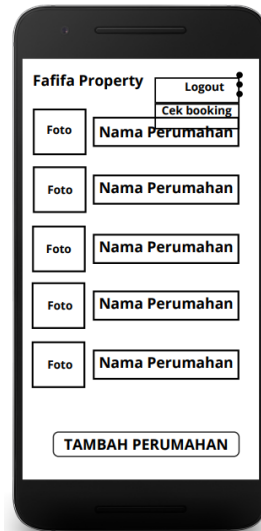 Fafifa Property
Logout
Cek booking
Foto
Nama Perumahan
Foto
Nama Perumahan
Foto
Nama Perumahan
Foto
Nama Perumahan
Foto
Nama Perumahan
TAMBAH PERUMAHAN